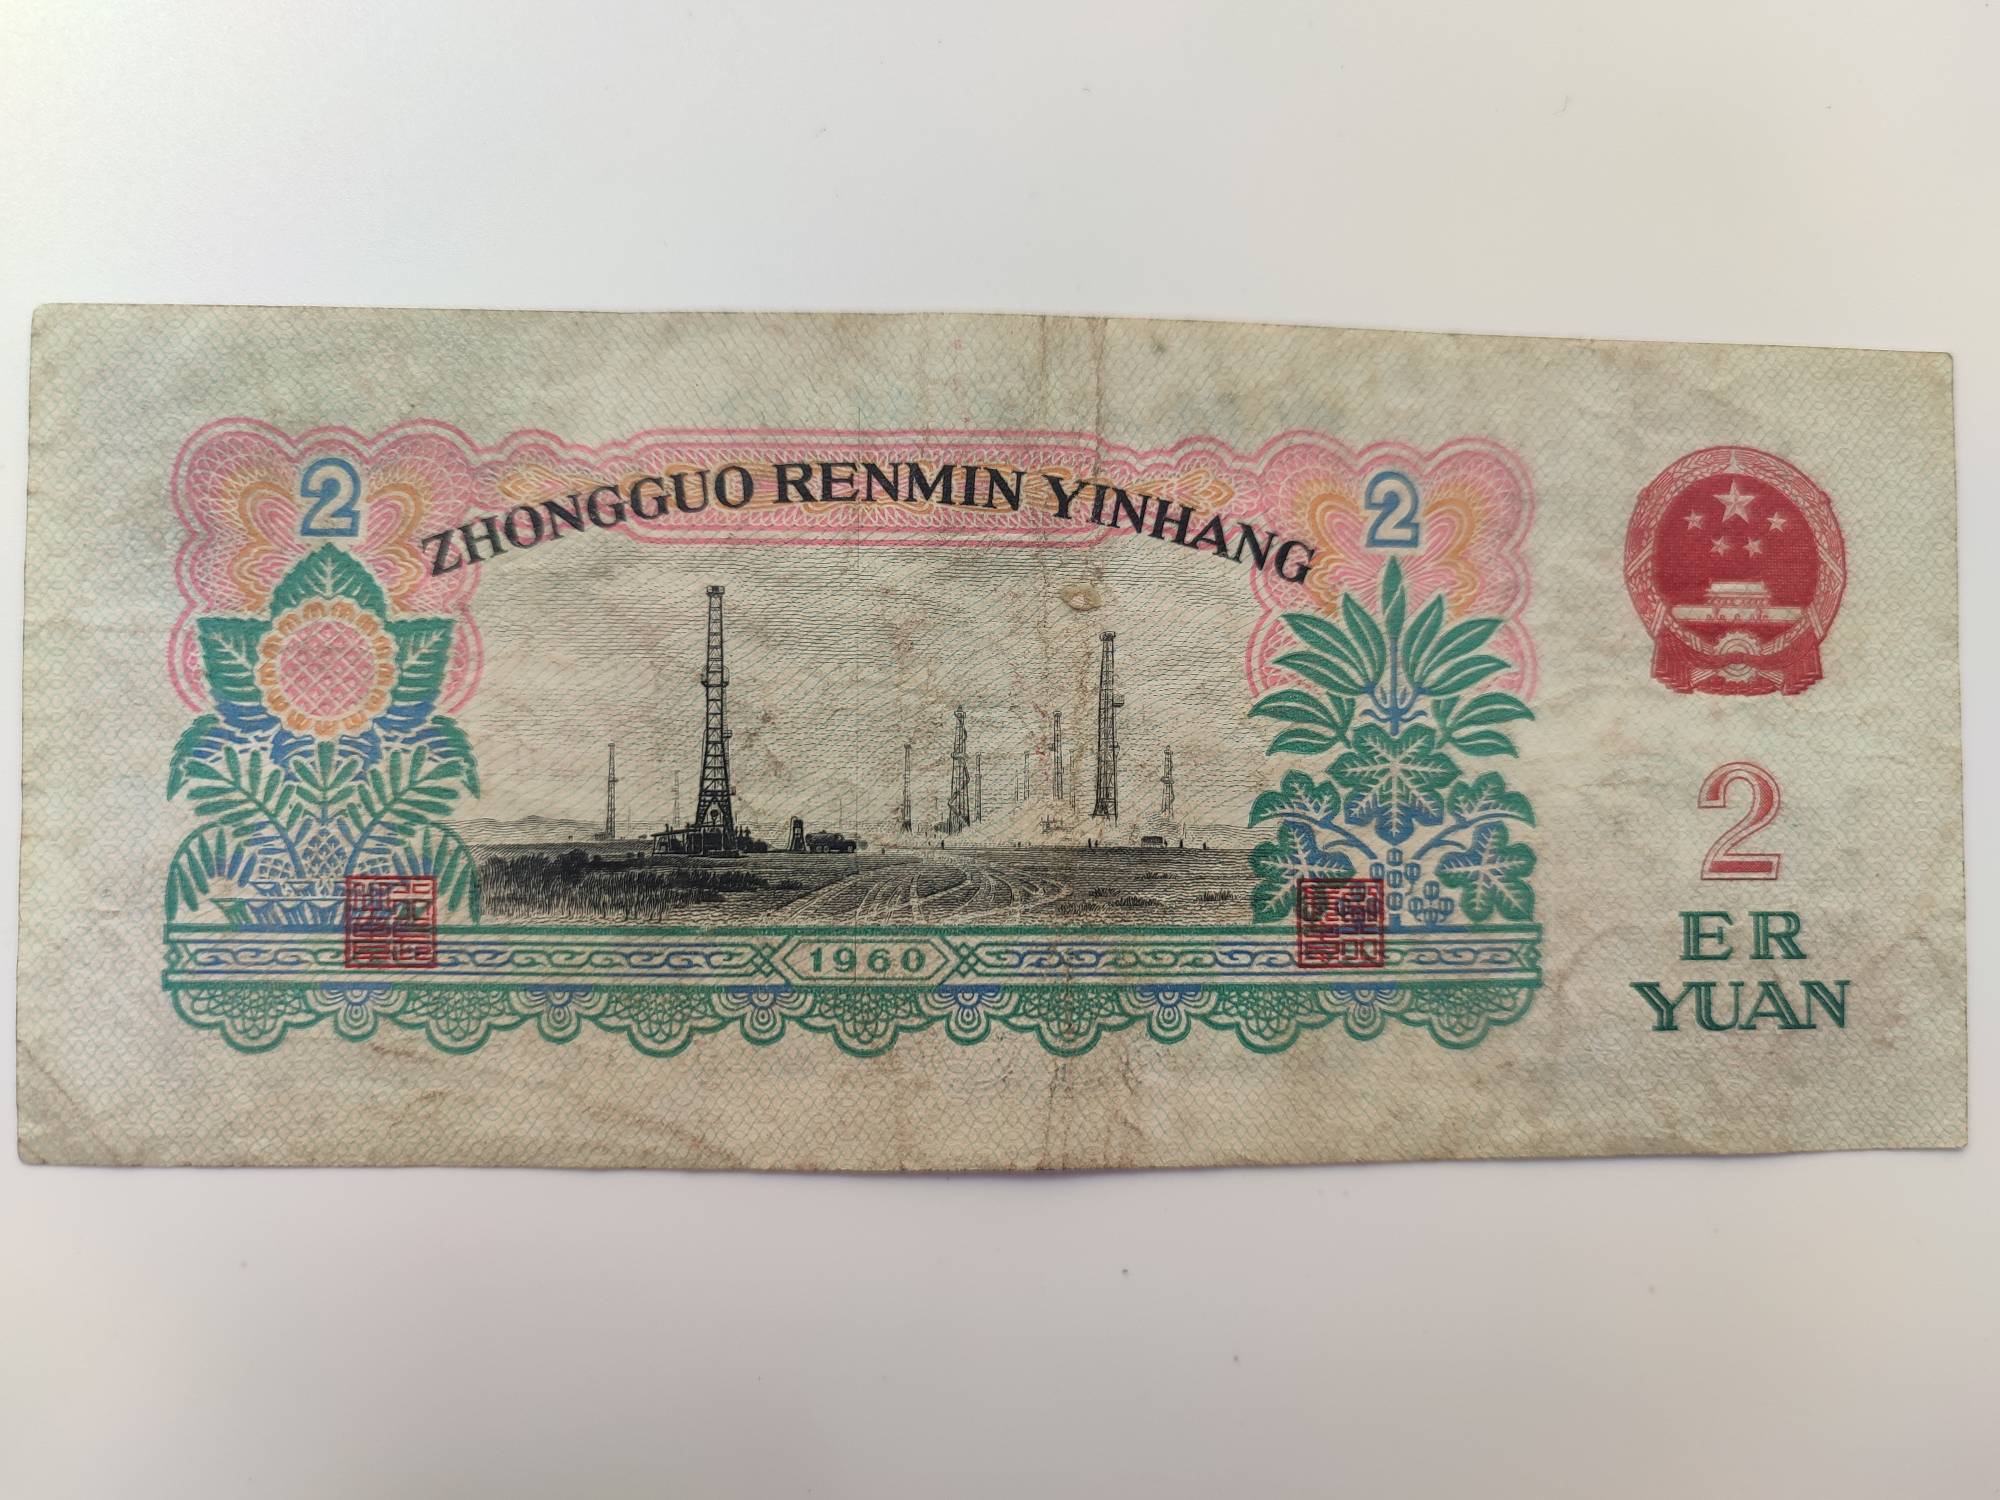 ZHONGGUO RENMIN YINHANG
2
2
1960
2
ER
YUAN